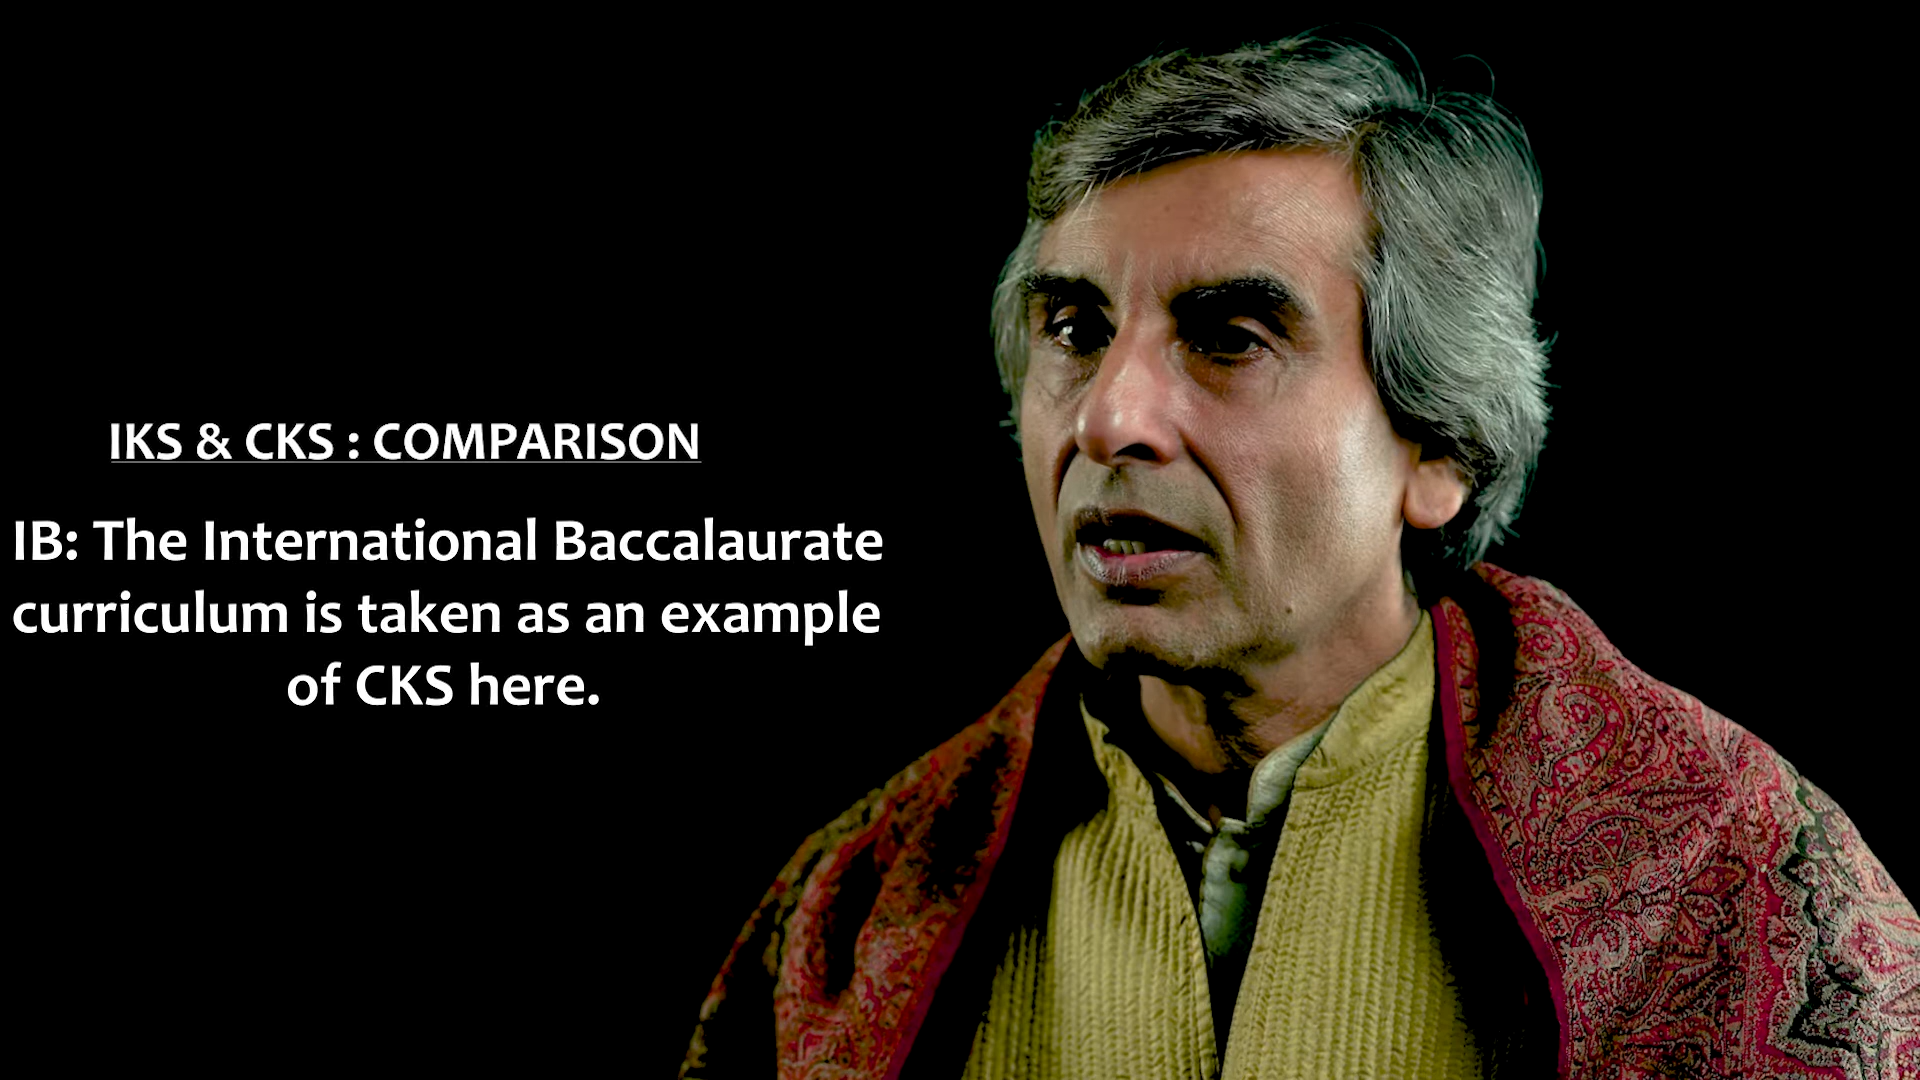 IKS & CKS : COMPARISON
IB: The International Baccalaurate
curriculum is taken as an example
of CKS here.